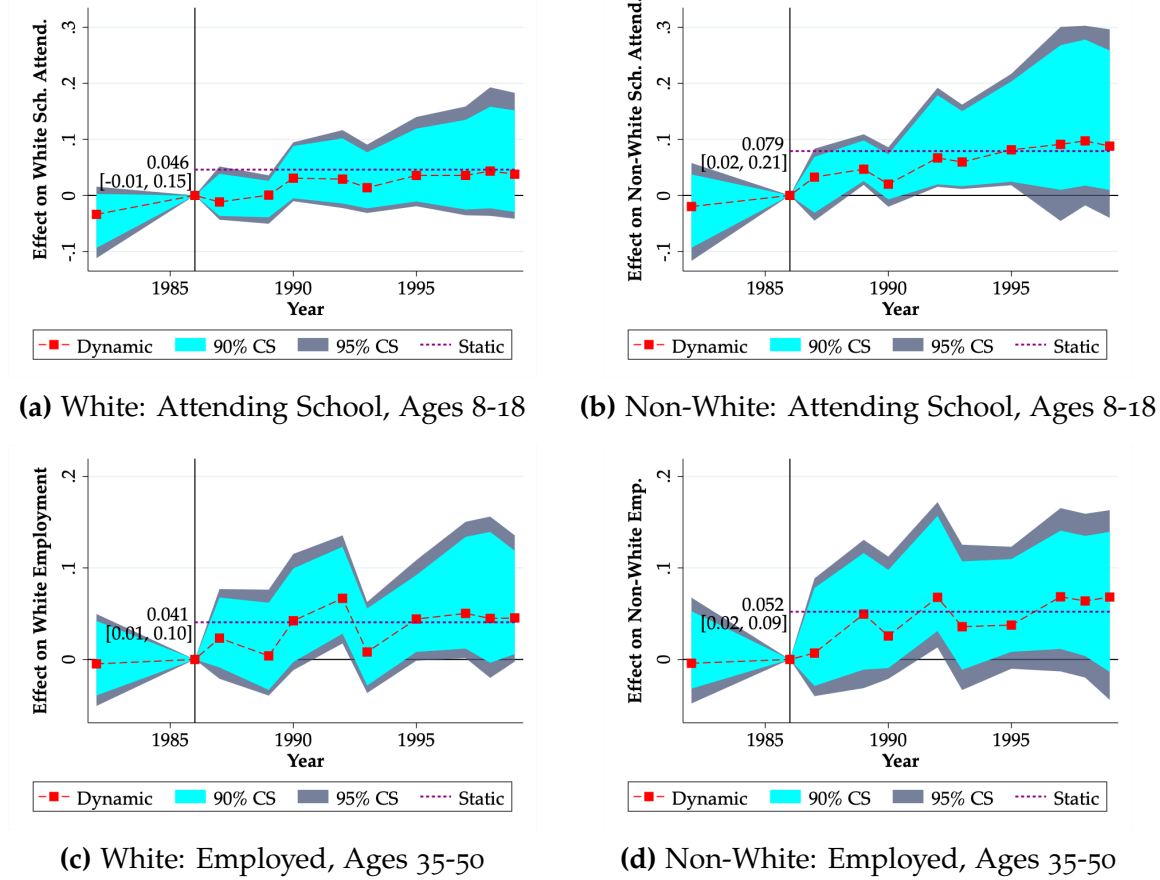 Effect on White Sch. Attend.
.3
.2
.1
0
-.1
0.046
[-0.01, 0.15]
1985 1990 1995
Year
Dynamic 90% CS 95% CS Static
(a) White: Attending School, Ages 8-18
Effect on Non-White Sch. Attend.
.3
.2
.1
0
-.1
0.079
[0.02, 0.21]
1985 1990 1995
Year
Dynamic 90% CS 95% CS Static
(b) Non-White: Attending School, Ages 8-18
Effect on White Employment
.2
.1
0
0.041
[0.01, 0.10]
1985 1990 1995
Year
Dynamic 90% CS 95% CS Static
(c) White: Employed, Ages 35-50
Effect on Non-White Emp.
.2
.1
0
0.052
[0.02, 0.09]
1985 1990 1995
Year
Dynamic 90% CS 95% CS Static
(d) Non-White: Employed, Ages 35-50